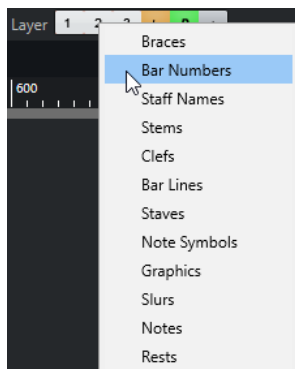 Layer 1 2
600
Braces
Bar Numbers
Staff Names
Stems
Clefs
Bar Lines
Staves
Note Symbols
Graphics
Slurs
Notes
Rests